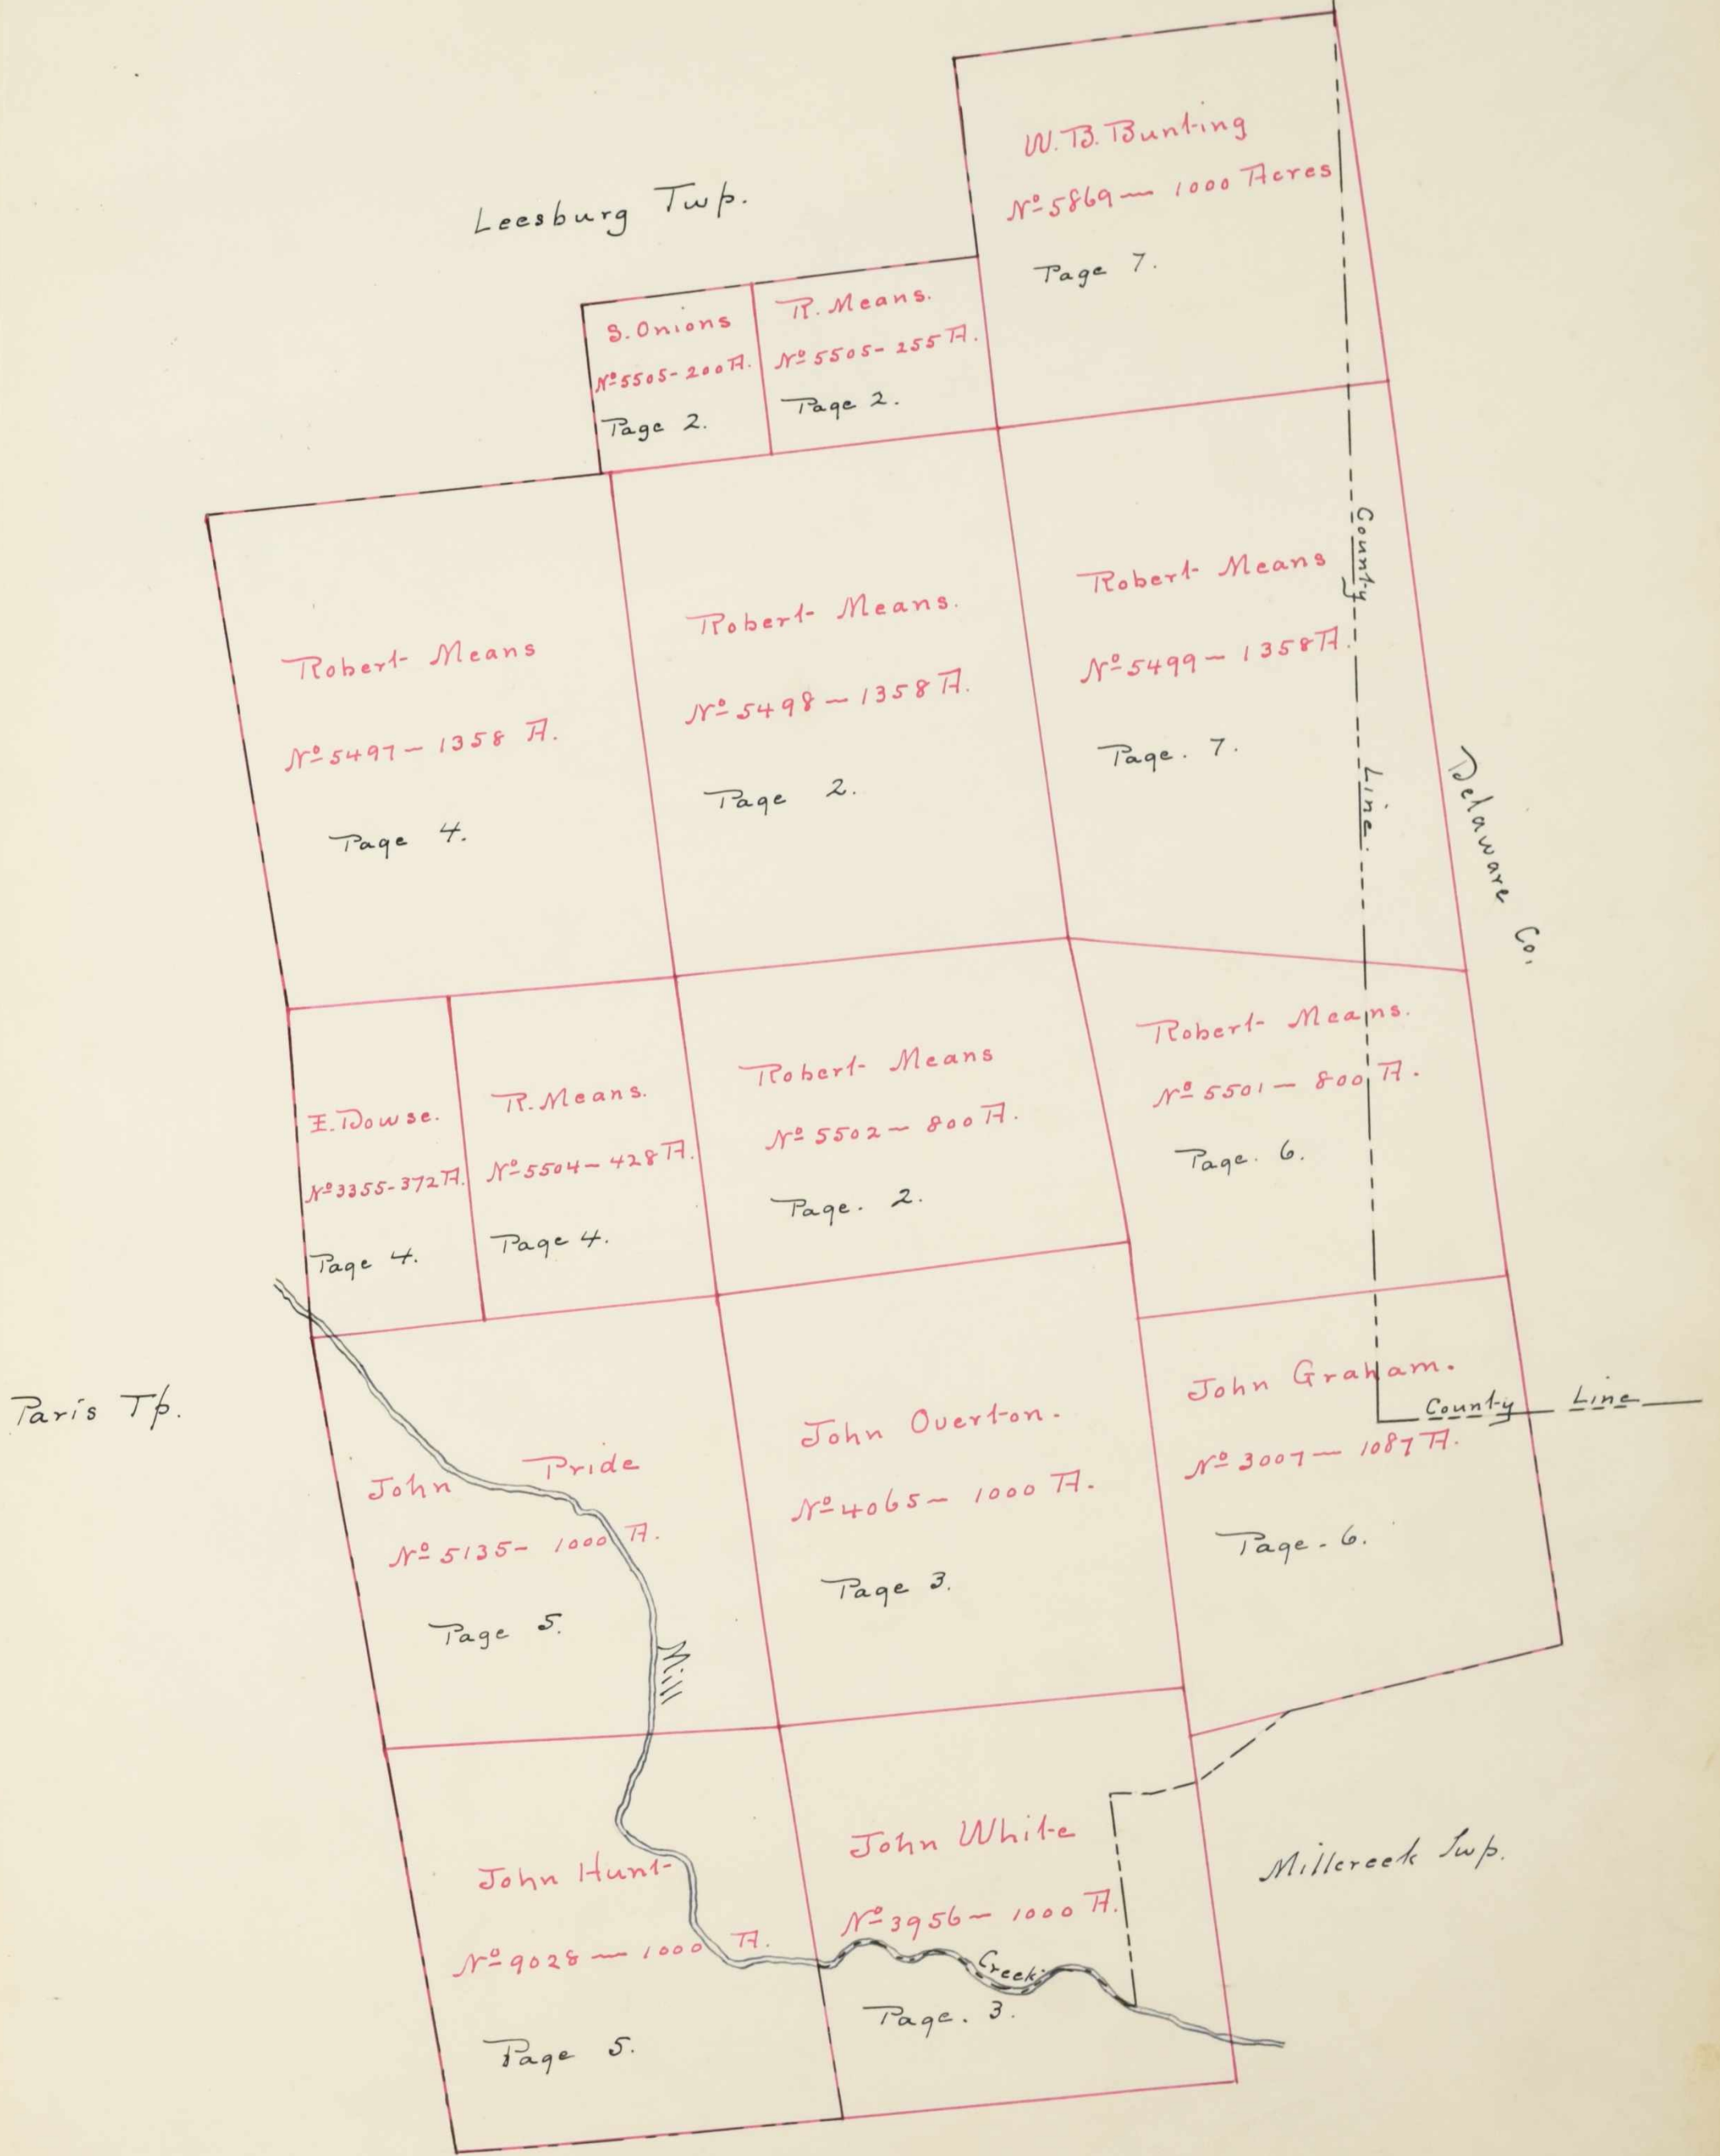 Leesburg Twp.
W. B. Bunting
Nº 5869 — 1000 Acres
Page 7.
S. Onions
Nº 5505 - 200 A.
Page 2.
R. Means.
Nº 5505 - 255 A.
Page 2.
Robert Means
Nº 5497 — 1358 A.
Page 4.
Robert Means.
Nº 5498 — 1358 A.
Page 2.
Robert Means
Nº 5499 — 1358 A.
Page. 7.
County Line.
Delaware Co.
E. Dowse.
Nº 3355 - 372 A.
Page 4.
R. Means.
Nº 5504 — 428 A.
Page 4.
Robert Means
Nº 5502 — 800 A.
Page. 2.
Robert Means.
Nº 5501 — 800 A.
Page. 6.
Paris Tp.
John Pride
Nº 5135 - 1000 A.
Page 5.
John Overton.
Nº 4065 — 1000 A.
Page 3.
John Graham.
County Line
Nº 3007 — 1087 A.
Page - 6.
Mill
John Hunt
Nº 9028 — 1000 A.
Page 5.
John White
Nº 3956 — 1000 A.
Creek
Page. 3.
Millcreek Twp.